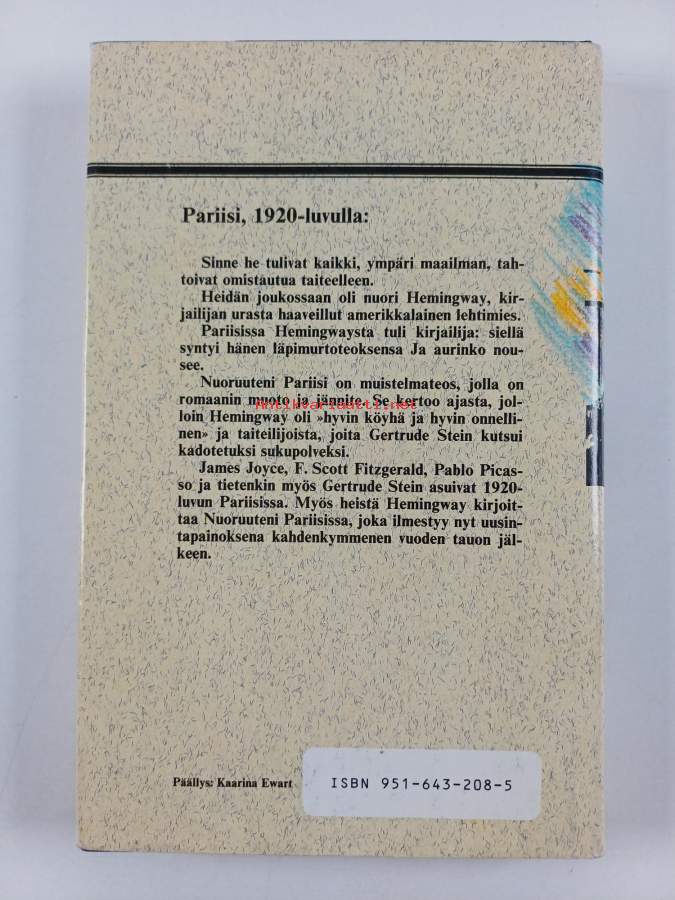 Pariisi, 1920-luvulla:
Sinne he tulivat kaikki, ympäri maailman, tah-
toivat omistautua taiteelleen.
Heidän joukossaan oli nuori Hemingway, kir-
jailijan urasta haaveillut amerikkalainen lehtimies.
Pariisissa Hemingwaysta tuli kirjailija: siellä
syntyi hänen läpimurtoteoksensa Ja aurinko nou-
see.
Nuoruuteni Pariisi on muistelmateos, jolla on
romaanin muoto ja jännite. Se kertoo ajasta, jol-
Antikvariaatti.net
loin Hemingway oli »hyvin köyhä ja hyvin onnelli-
nen» ja taiteilijoista, joita Gertrude Stein kutsui
kadotetuksi sukupolveksi.
James Joyce, F. Scott Fitzgerald, Pablo Picas-
so ja tietenkin myös Gertrude Stein asuivat 1920-
luvun Pariisissa. Myös heistä Hemingway kirjoit-
taa Nuoruuteni Pariisissa, joka ilmestyy nyt uusin-
tapainoksena kahdenkymmenen vuoden tauon jäl-
keen.
Päällys: Kaarina Ewart
ISBN 951-643-208-5